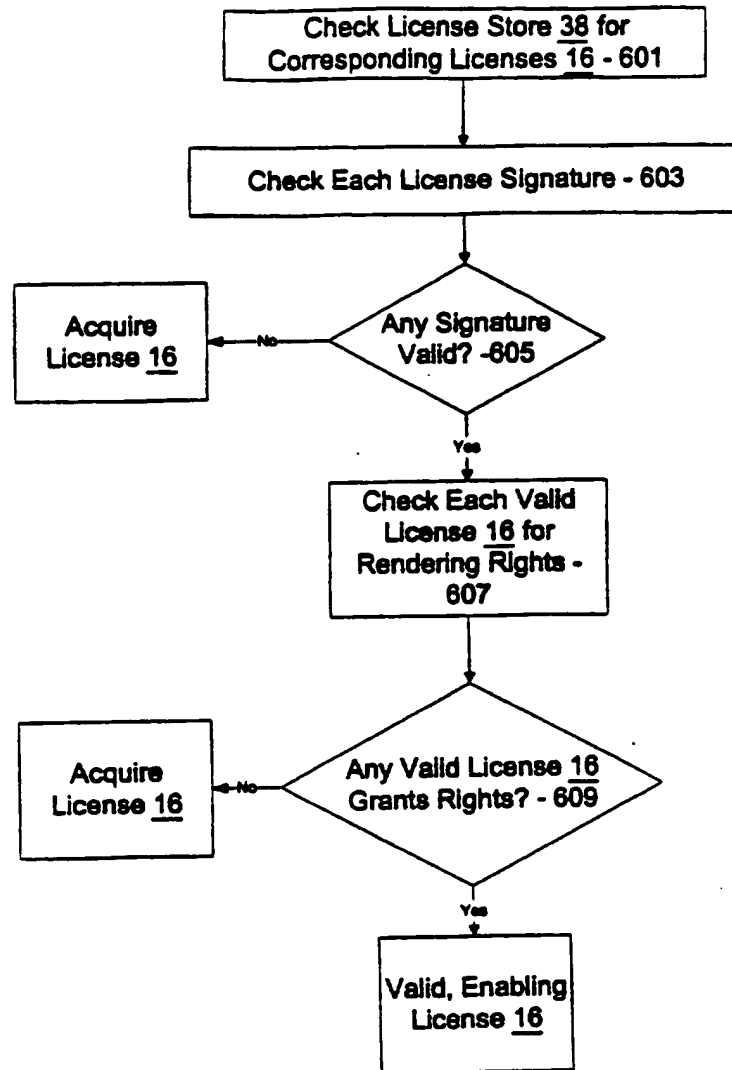 Check License Store 38 for
Corresponding Licenses 16 - 601
Check Each License Signature - 603
Any Signature
Valid? -605
Acquire
License 16
No
Yes
Check Each Valid
License 16 for
Rendering Rights -
607
Any Valid License 16
Grants Rights? - 609
Acquire
License 16
No
Yes
Valid, Enabling
License 16